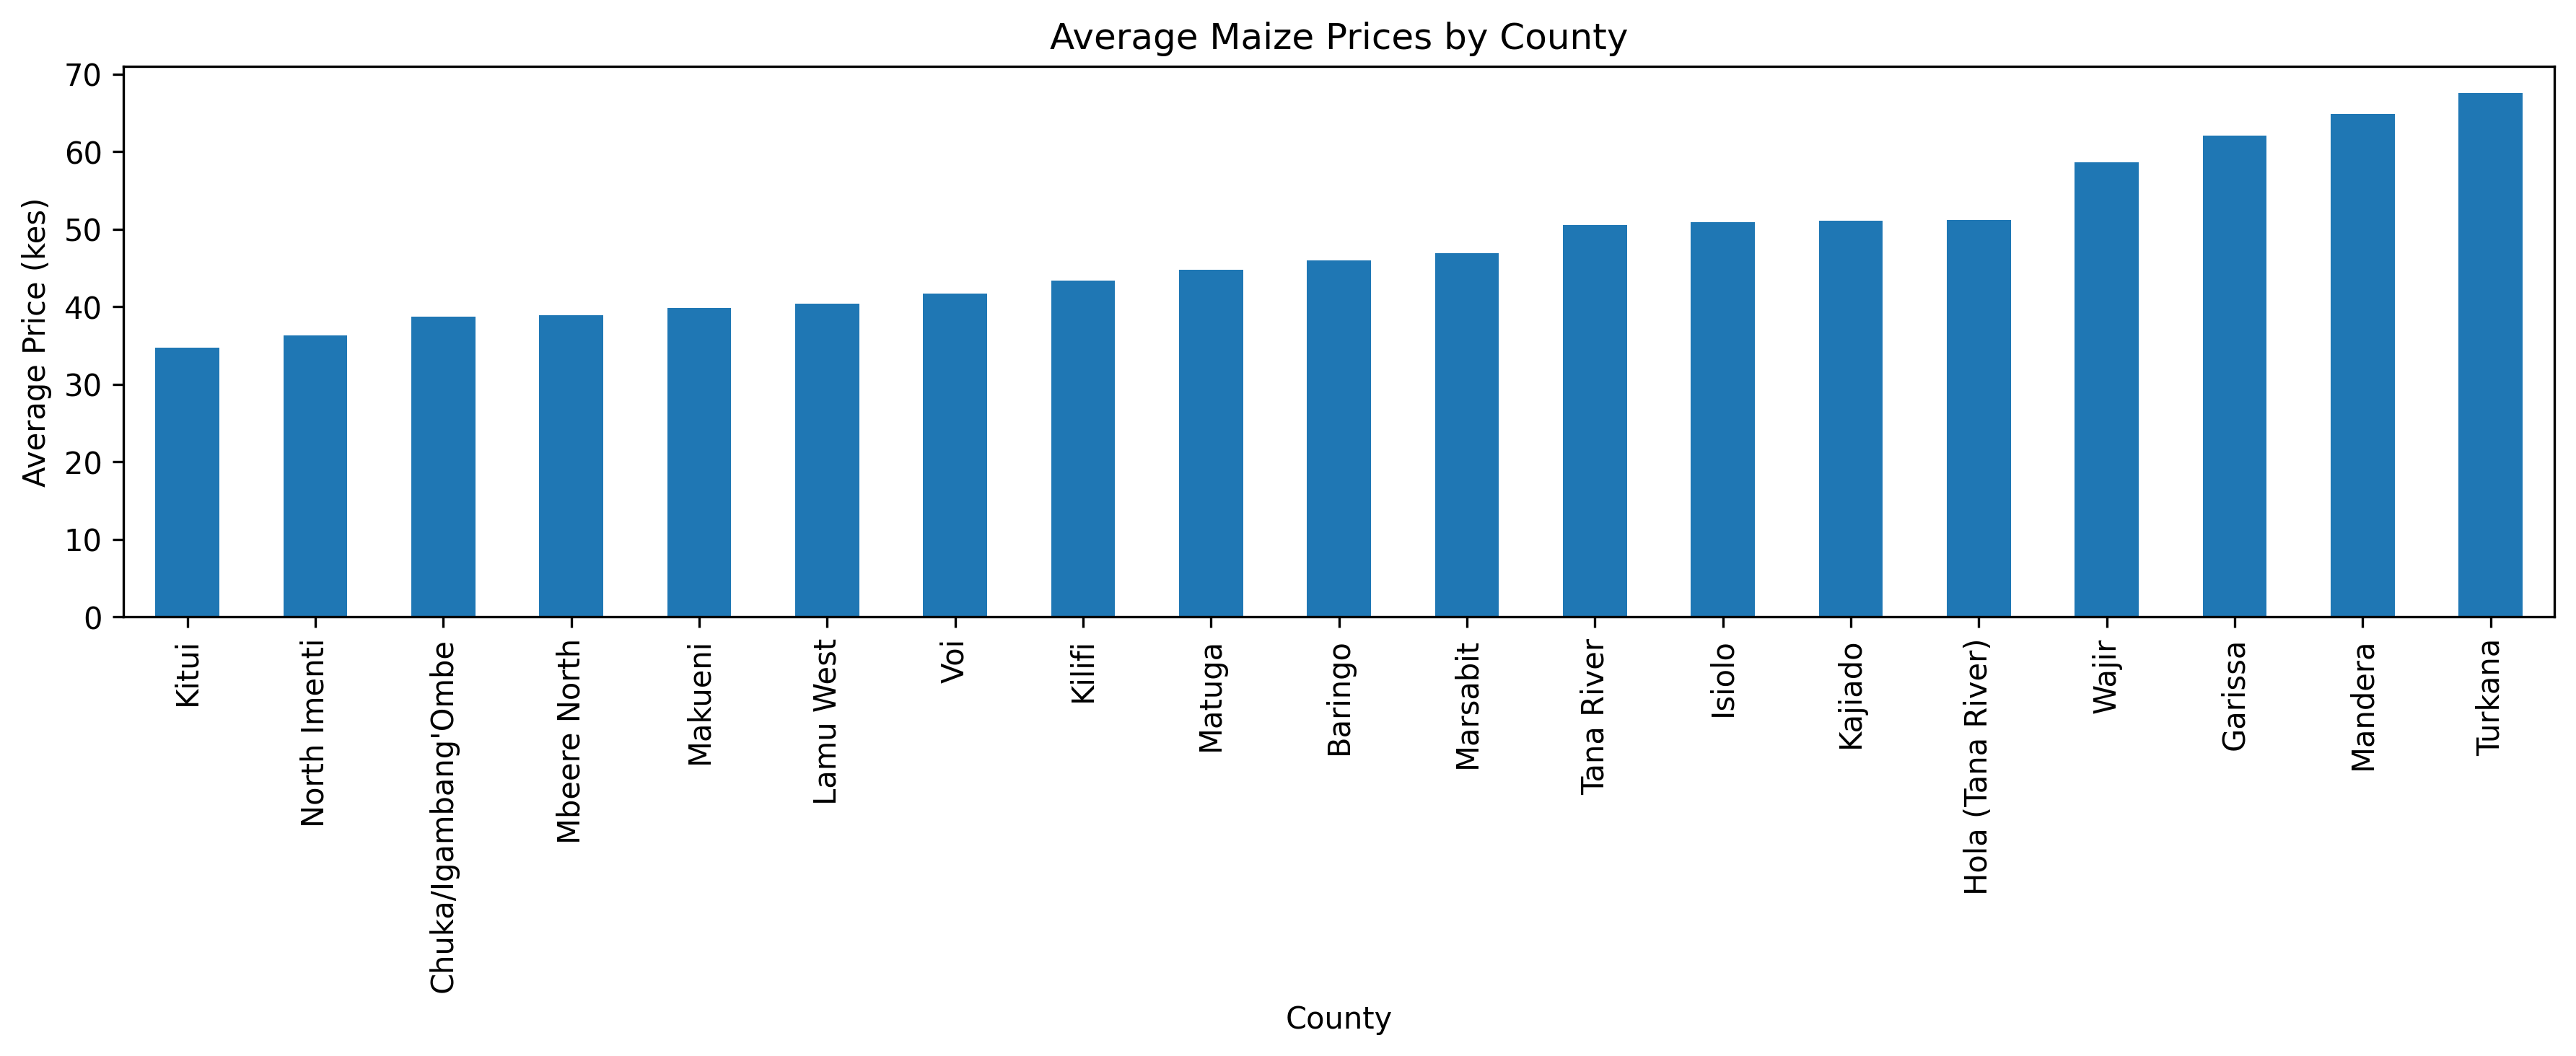 Average Maize Prices by County
Average Price (kes)
70
60
50
40
30
20
10
0
Kitui
North Imenti
Chuka/Igambang'Ombe
Mbeere North
Makueni
Lamu West
Voi
Kilifi
Matuga
Baringo
Marsabit
Tana River
Isiolo
Kajiado
Hola (Tana River)
Wajir
Garissa
Mandera
Turkana
County